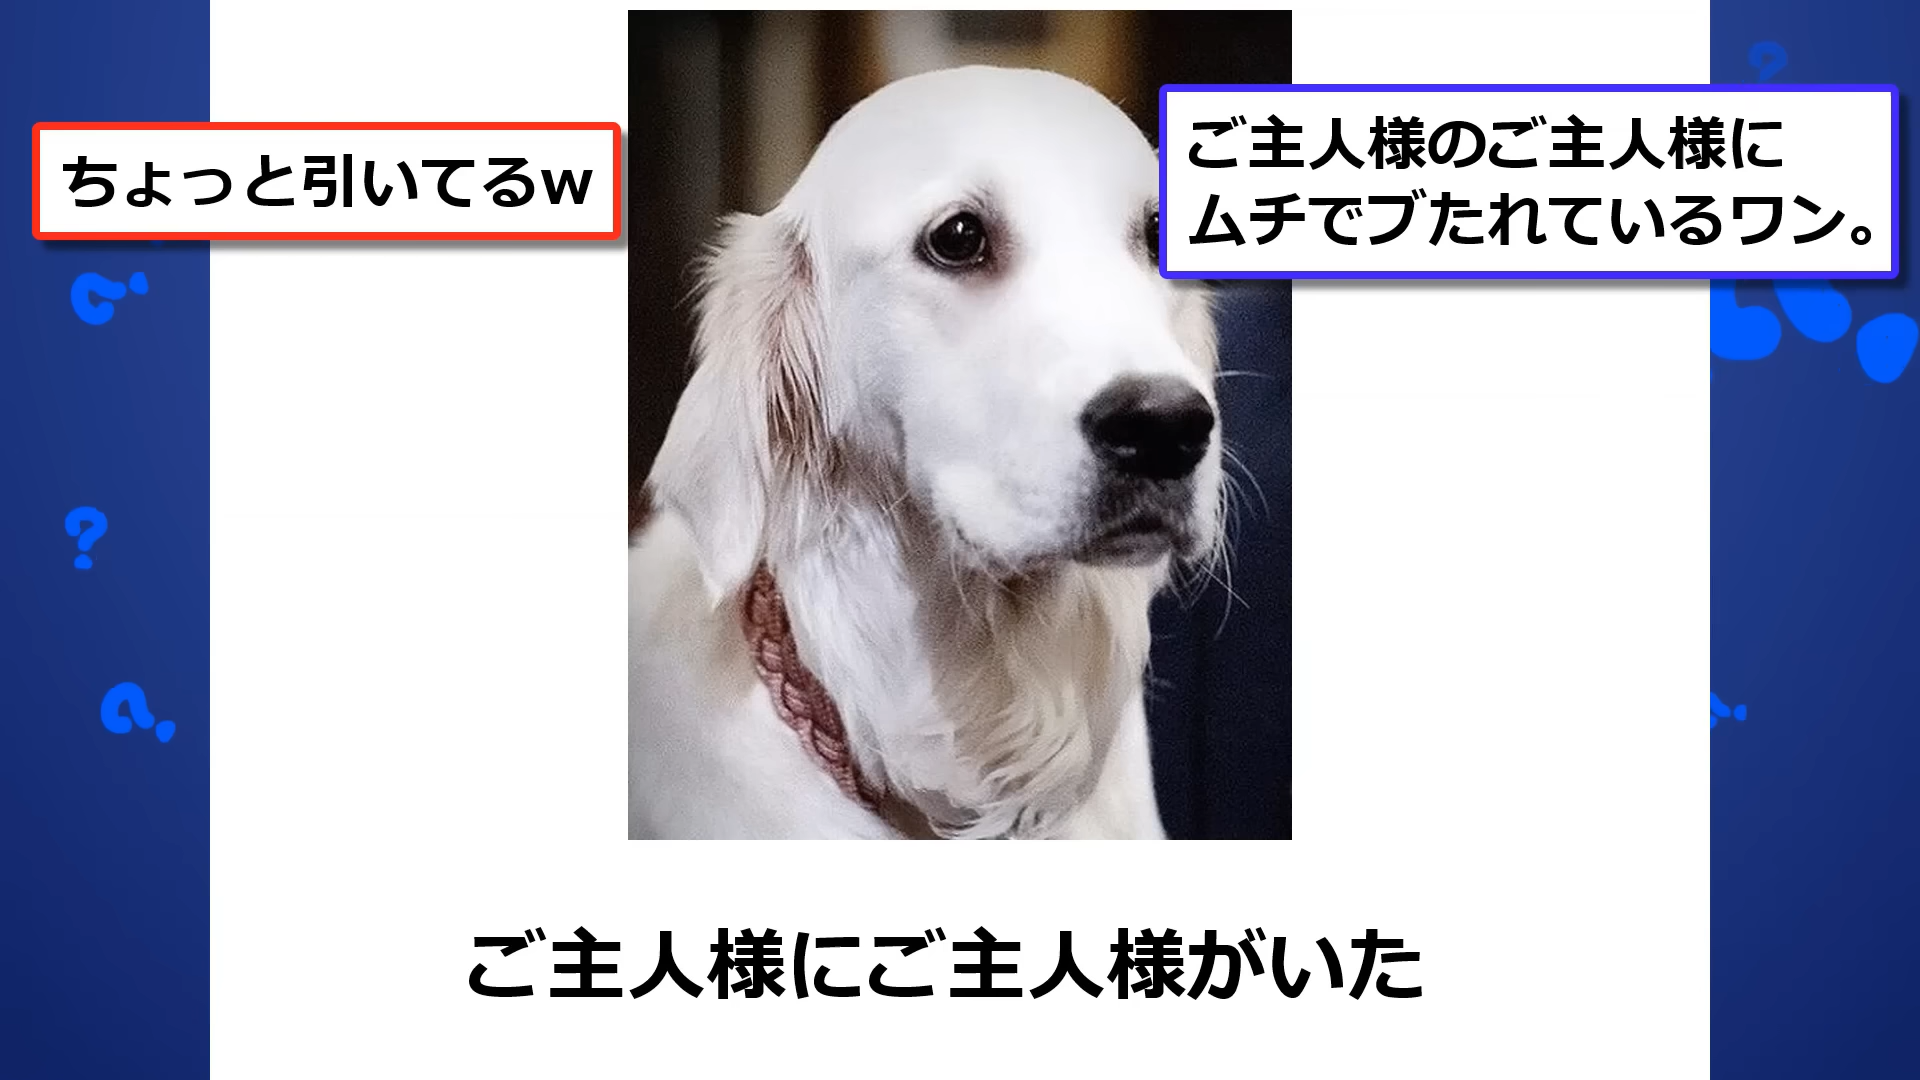 ちょっと引いてるw
ご主人様のご主人様に
ムチでブたれているワン。
ご主人様にご主人様がいた